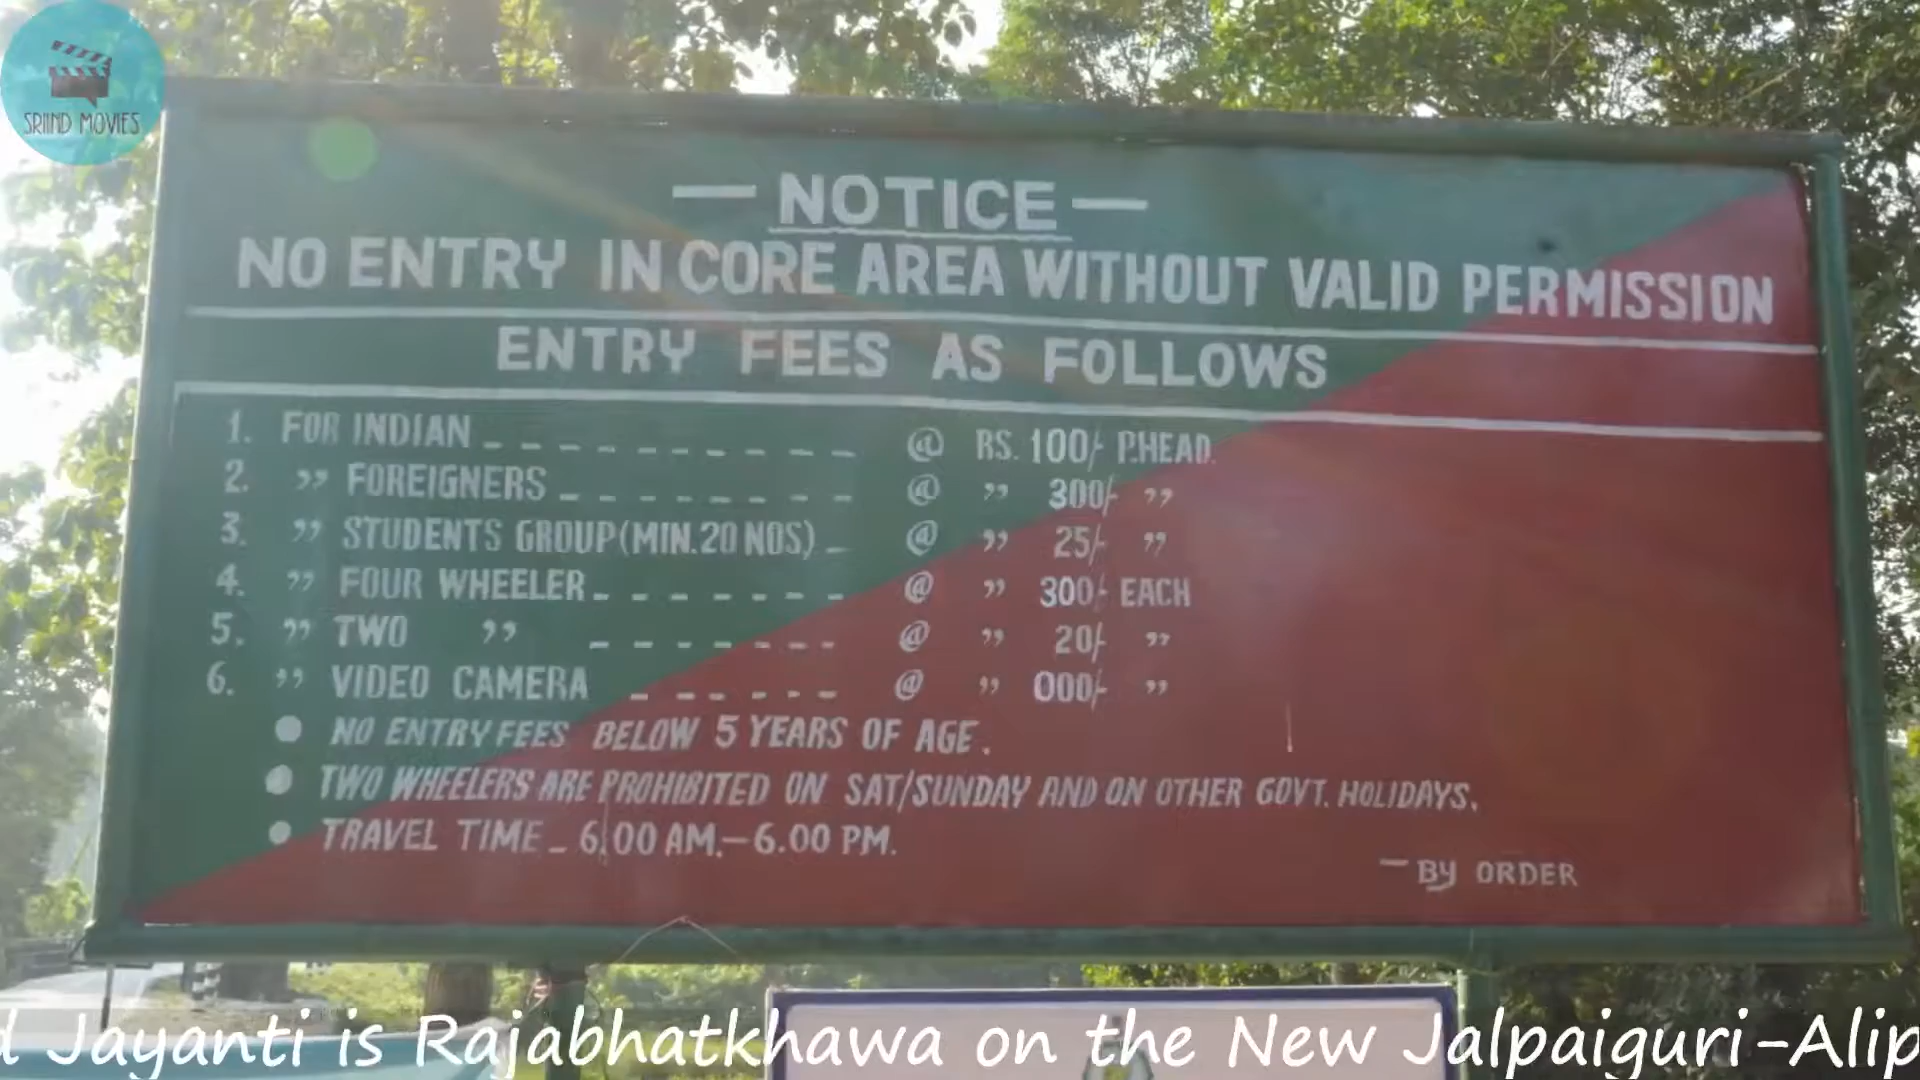 SRIIND MOVIES
— NOTICE —
NO ENTRY IN CORE AREA WITHOUT VALID PERMISSION
ENTRY FEES AS FOLLOWS
1. FOR INDIAN _ _ _ _ _ _ _ _ _ _ @ RS. 100/- P.HEAD.
2. ” FOREIGNERS _ _ _ _ _ _ _ _ @ ” 300/- ”
3. ” STUDENTS GROUP(MIN.20 NOS) _ @ ” 25/- ”
4. ” FOUR WHEELER _ _ _ _ _ _ _ @ ” 300/- EACH
5. ” TWO ” _ _ _ _ _ _ _ @ ” 20/- ”
6. ” VIDEO CAMERA _ _ _ _ _ _ @ ” 000/- ”
● NO ENTRY FEES BELOW 5 YEARS OF AGE.
● TWO WHEELERS ARE PROHIBITED ON SAT/SUNDAY AND ON OTHER GOVT. HOLIDAYS.
● TRAVEL TIME _ 6.00 AM.— 6.00 PM.
— BY ORDER
d Jayanti is Rajabhatkhawa on the New Jalpaiguri-Alip